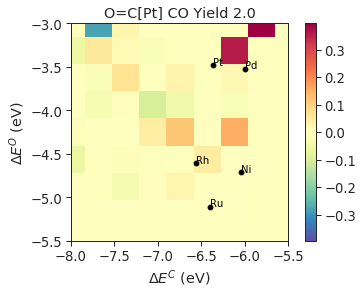 O=C[Pt] CO Yield 2.0
−3.0
−3.5
−4.0
−4.5
−5.0
−5.5
ΔE^O (eV)
Pt
Pd
Rh
Ni
Ru
−8.0 −7.5 −7.0 −6.5 −6.0 −5.5
ΔE^C (eV)
0.3
0.2
0.1
0.0
−0.1
−0.2
−0.3